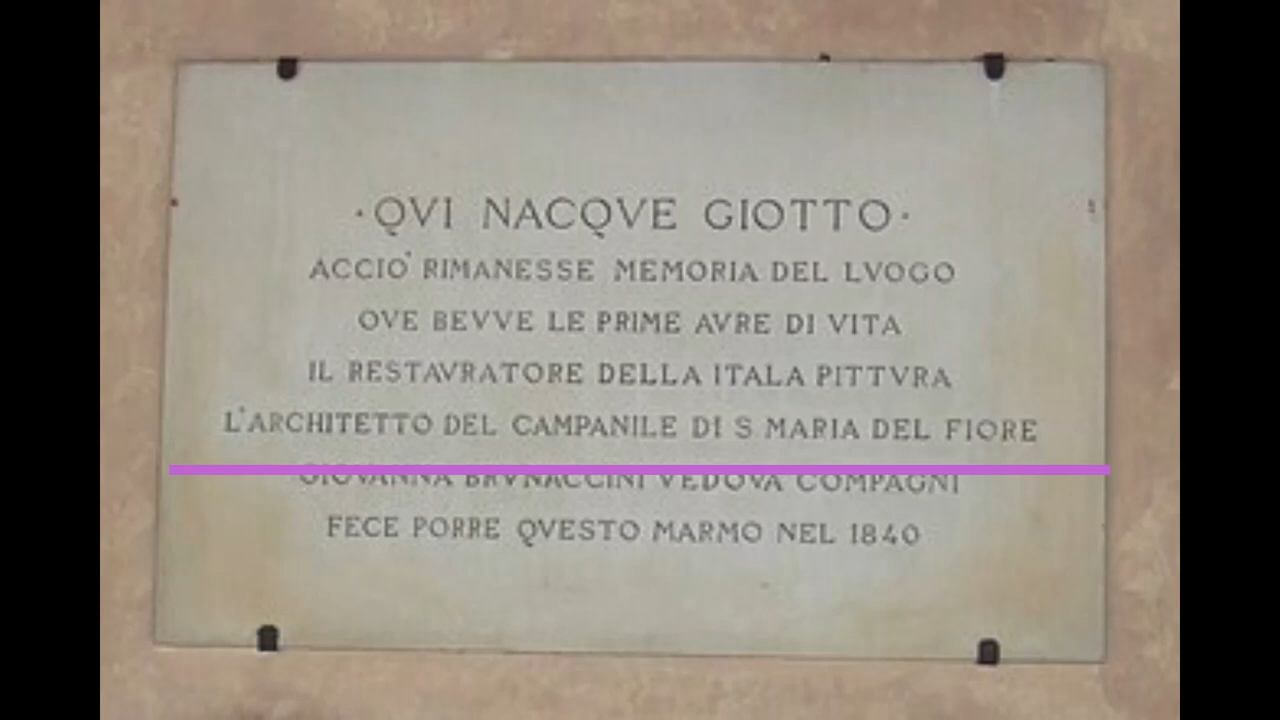 ·QVI NACQVE GIOTTO·
ACCIO' RIMANESSE MEMORIA DEL LVOGO
OVE BEVVE LE PRIME AVRE DI VITA
IL RESTAVRATORE DELLA ITALA PITTVRA
L'ARCHITETTO DEL CAMPANILE DI S MARIA DEL FIORE
GIOVANNA BRVNACCINI VEDOVA COMPAGNI
FECE PORRE QVESTO MARMO NEL 1840